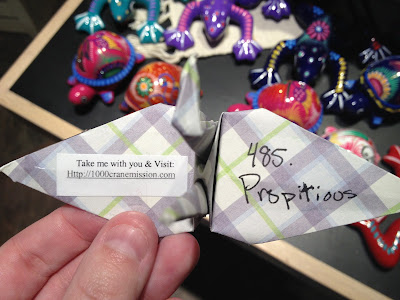 Take me with you & Visit:
Http://1000cranemission.com
485.
Propitious